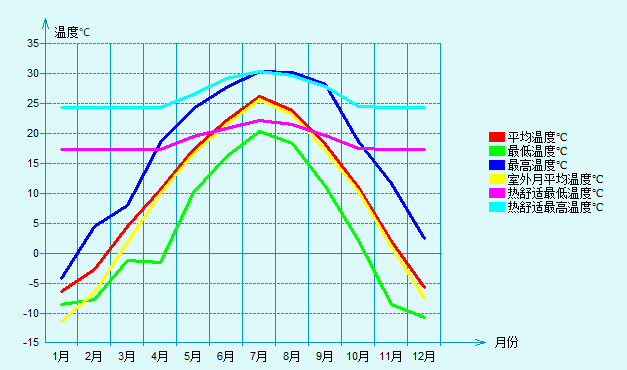 温度℃
35
30
25
20
15
10
5
0
-5
-10
-15
1月 2月 3月 4月 5月 6月 7月 8月 9月 10月 11月 12月
月份
平均温度℃
最低温度℃
最高温度℃
室外月平均温度℃
热舒适最低温度℃
热舒适最高温度℃